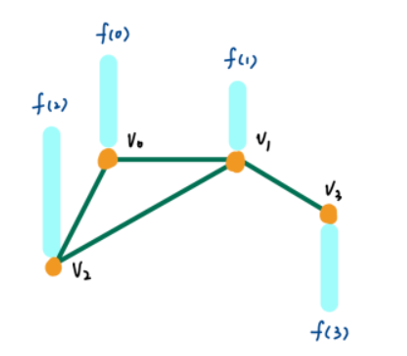 f(0)
f(1)
f(2)
V₀
V₁
V₃
V₂
f(3)